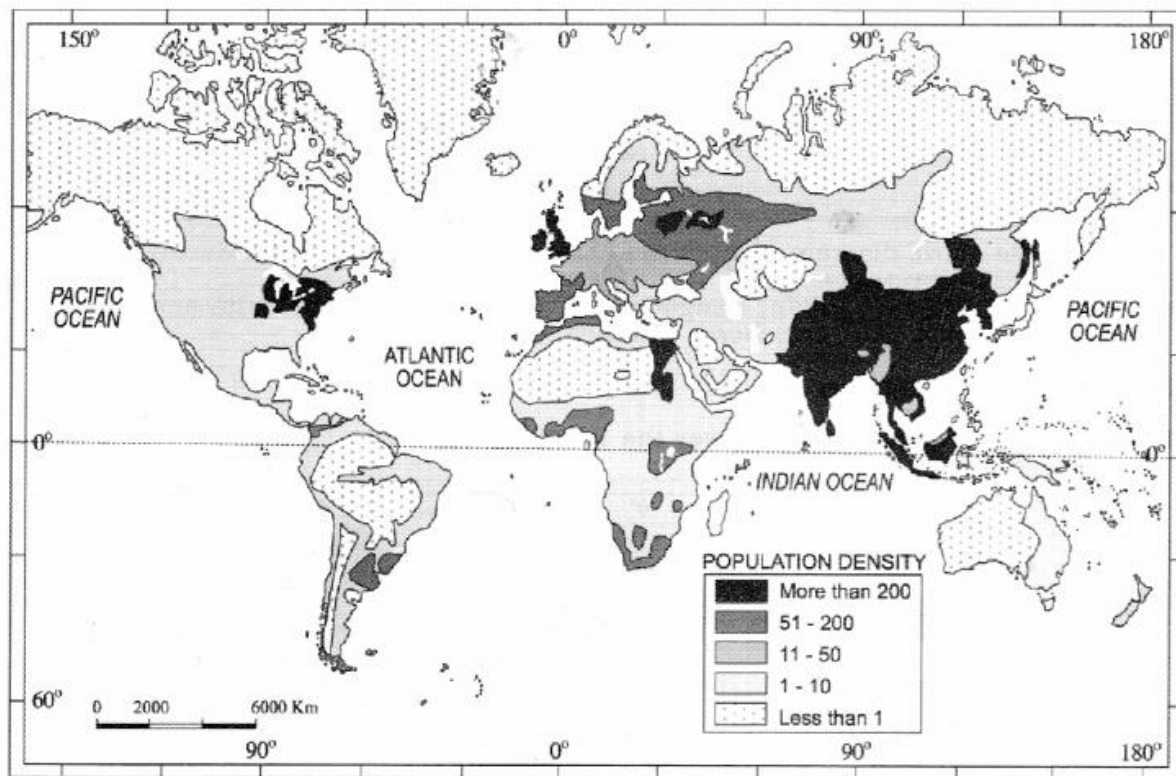 150° 0° 90° 180°
PACIFIC
OCEAN
ATLANTIC
OCEAN
PACIFIC
OCEAN
0° 0°
INDIAN OCEAN
POPULATION DENSITY
More than 200
51 - 200
11 - 50
1 - 10
Less than 1
60°
0 2000 6000 Km
90° 0° 90° 180°